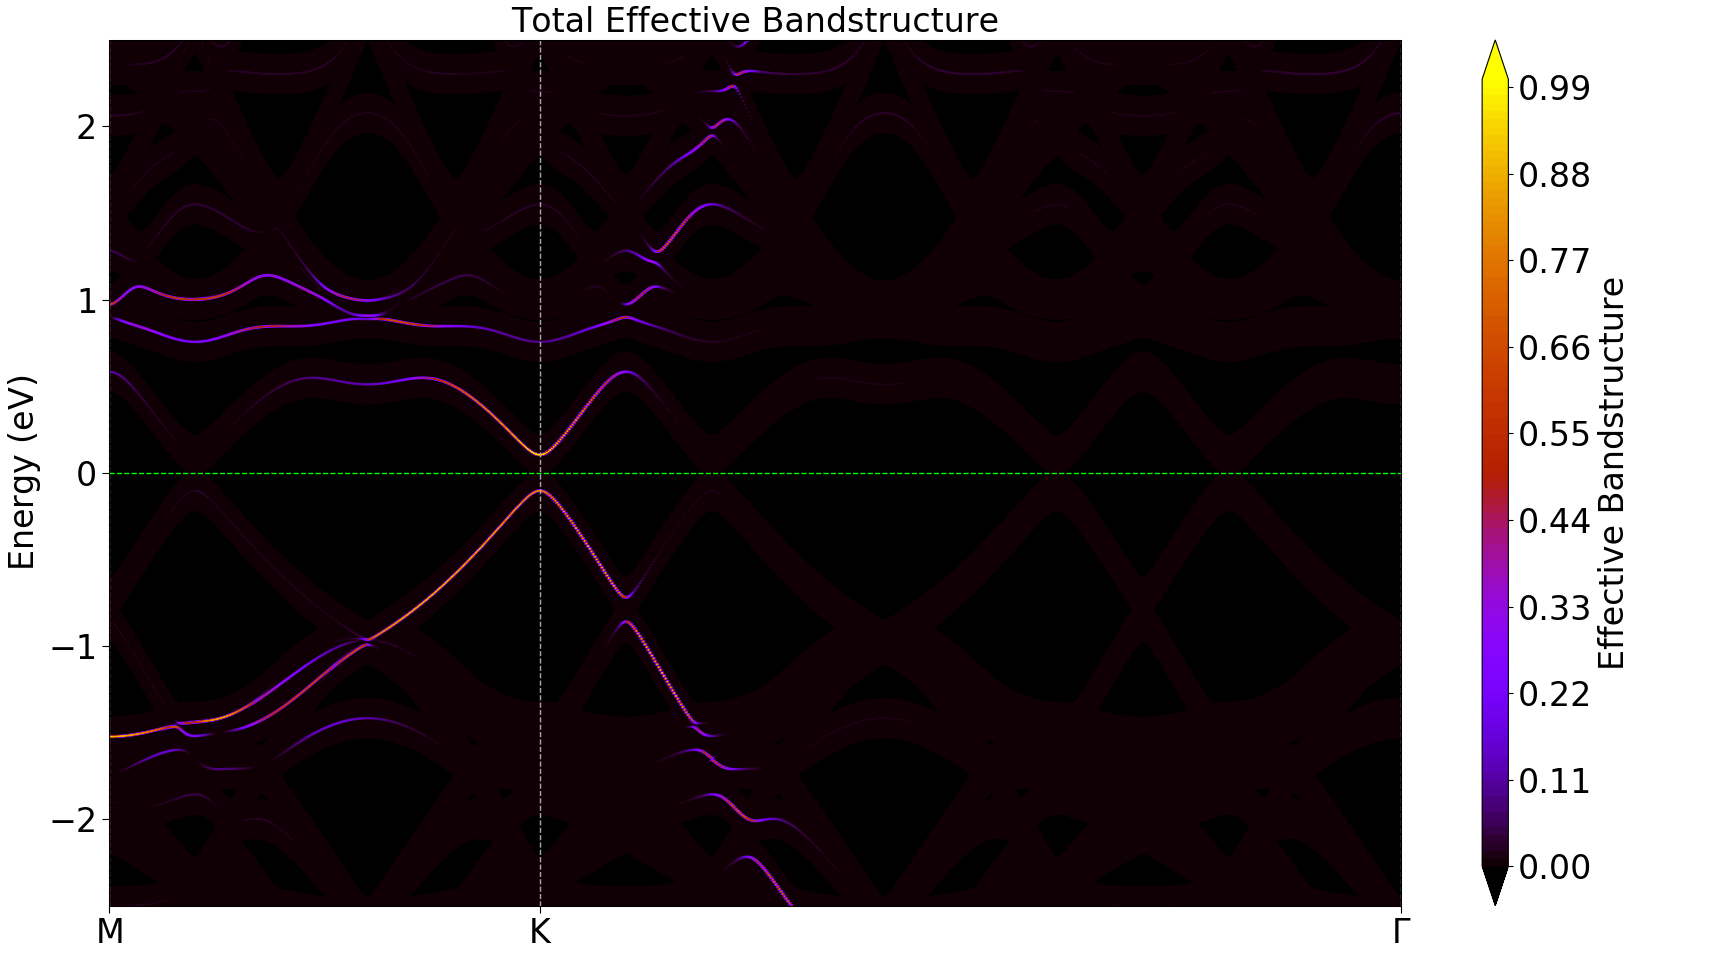 Total Effective Bandstructure
Energy (eV)
2
1
0
−1
−2
M
K
Γ
0.99
0.88
0.77
0.66
0.55
0.44
0.33
0.22
0.11
0.00
Effective Bandstructure